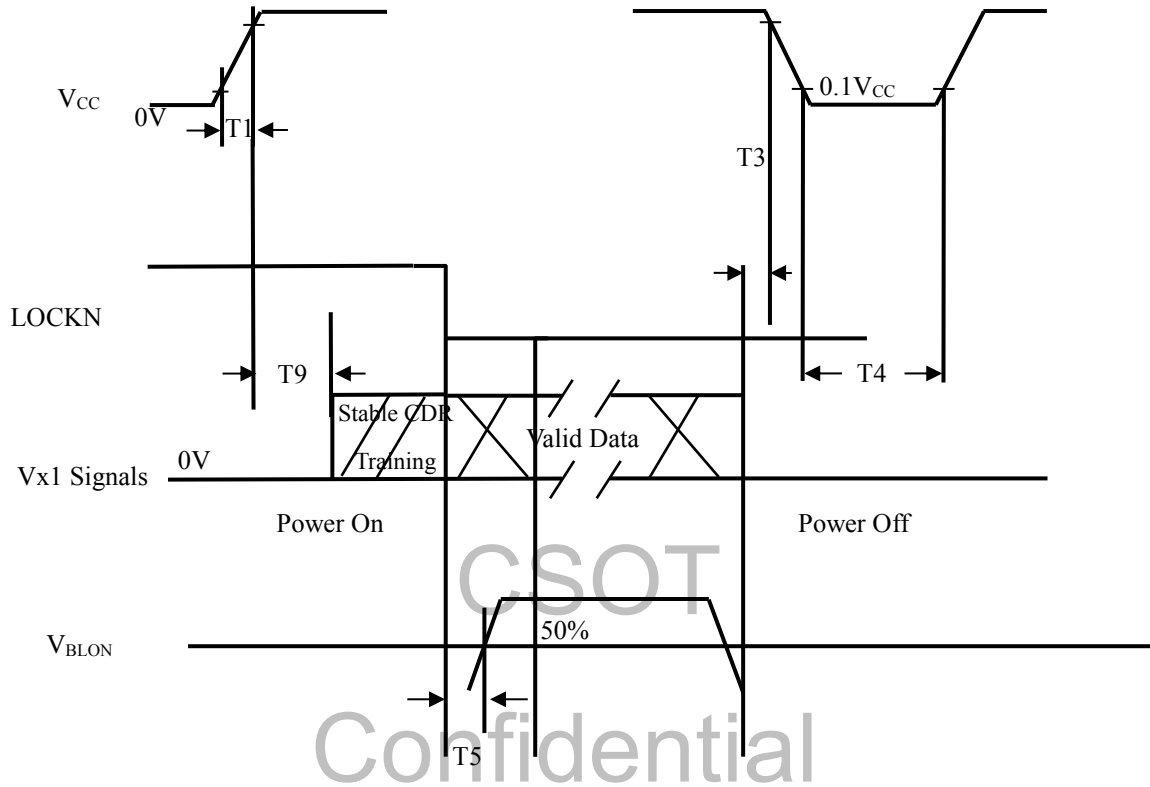 VCC
0V
T1
0.1VCC
T3
LOCKN
T9
T4
Stable CDR
Training
Valid Data
0V
Vx1 Signals
Power On
Power Off
CSOT
50%
VBLON
T5
Confidential